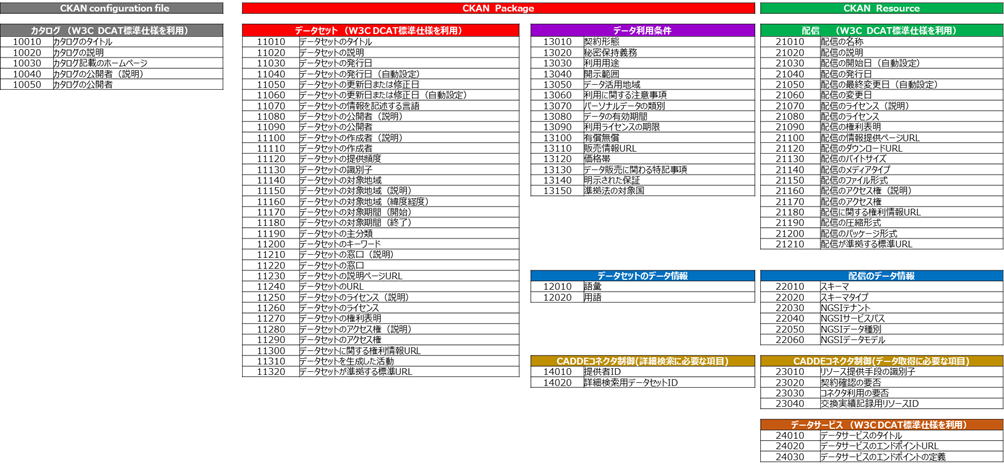 CKAN configuration file
カタログ（W3C DCAT標準仕様を利用）
10010 カタログのタイトル
10020 カタログの説明
10030 カタログ記載のホームページ
10040 カタログの公開者（説明）
10050 カタログの公開者
CKAN Package
データセット（W3C DCAT標準仕様を利用）
11010 データセットのタイトル
11020 データセットの説明
11030 データセットの発行日
11040 データセットの発行日（自動設定）
11050 データセットの更新日または修正日
11060 データセットの更新日または修正日（自動設定）
11070 データセットの情報を記述する言語
11080 データセットの公開者（説明）
11090 データセットの公開者
11100 データセットの作成者（説明）
11110 データセットの作成者
11120 データセットの提供頻度
11130 データセットの識別子
11140 データセットの対象地域
11150 データセットの対象地域（説明）
11160 データセットの対象地域（緯度経度）
11170 データセットの対象期間（開始）
11180 データセットの対象期間（終了）
11190 データセットの主分類
11200 データセットのキーワード
11210 データセットの窓口（説明）
11220 データセットの窓口
11230 データセットの説明ページURL
11240 データセットのURL
11250 データセットのライセンス（説明）
11260 データセットのライセンス
11270 データセットの権利表明
11280 データセットのアクセス権（説明）
11290 データセットのアクセス権
11300 データセットに関する権利情報URL
11310 データセットを生成した活動
11320 データセットが準拠する標準URL
データ利用条件
13010 契約形態
13020 秘密保持義務
13030 利用用途
13040 開示範囲
13050 データ活用地域
13060 利用に関する注意事項
13070 パーソナルデータの類別
13080 データの有効期間
13090 利用ライセンスの期限
13100 有償無償
13110 販売情報URL
13120 価格帯
13130 データ販売に関わる特記事項
13140 明示された保証
13150 準拠法の対象国
データセットのデータ情報
12010 語彙
12020 用語
CADDEコネクタ制御(詳細検索に必要な項目)
14010 提供者ID
14020 詳細検索用データセットID
CKAN Resource
配信（W3C DCAT標準仕様を利用）
21010 配信の名称
21020 配信の説明
21030 配信の開始日（自動設定）
21040 配信の発行日
21050 配信の最終変更日（自動設定）
21060 配信の変更日
21070 配信のライセンス（説明）
21080 配信のライセンス
21090 配信の権利表明
21100 配信の情報提供ページURL
21120 配信のダウンロードURL
21130 配信のバイトサイズ
21140 配信のメディアタイプ
21150 配信のファイル形式
21160 配信のアクセス権（説明）
21170 配信のアクセス権
21180 配信に関する権利情報URL
21190 配信の圧縮形式
21200 配信のパッケージ形式
21210 配信が準拠する標準URL
配信のデータ情報
22010 スキーマ
22020 スキーマタイプ
22030 NGSIテナント
22040 NGSIサービスパス
22050 NGSIデータ種別
22060 NGSIデータモデル
CADDEコネクタ制御(データ取得に必要な項目)
23010 リソース提供手段の識別子
23020 契約確認の要否
23030 コネクタ利用の要否
23040 交換実績記録用リソースID
データサービス（W3C DCAT標準仕様を利用）
24010 データサービスのタイトル
24020 データサービスのエンドポイントURL
24030 データサービスのエンドポイントの定義